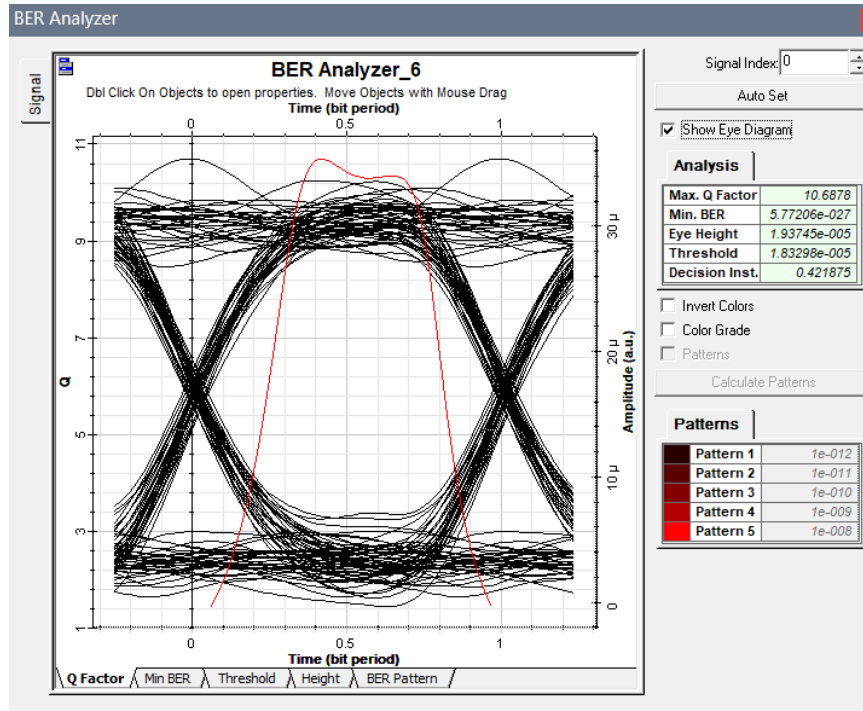 BER Analyzer
Signal
BER Analyzer_6
Dbl Click On Objects to open properties. Move Objects with Mouse Drag
Time (bit period)
0 0.5 1
Q
11
9
7
5
3
1
Amplitude (a.u.)
30 µ
20 µ
10 µ
0
0 0.5 1
Time (bit period)
Q Factor Min BER Threshold Height BER Pattern
Signal Index: 0
Auto Set
Show Eye Diagram
Analysis
Max. Q Factor 10.6878
Min. BER 5.77206e-027
Eye Height 1.93745e-005
Threshold 1.83298e-005
Decision Inst. 0.421875
Invert Colors
Color Grade
Patterns
Calculate Patterns
Patterns
Pattern 1 1e-012
Pattern 2 1e-011
Pattern 3 1e-010
Pattern 4 1e-009
Pattern 5 1e-008